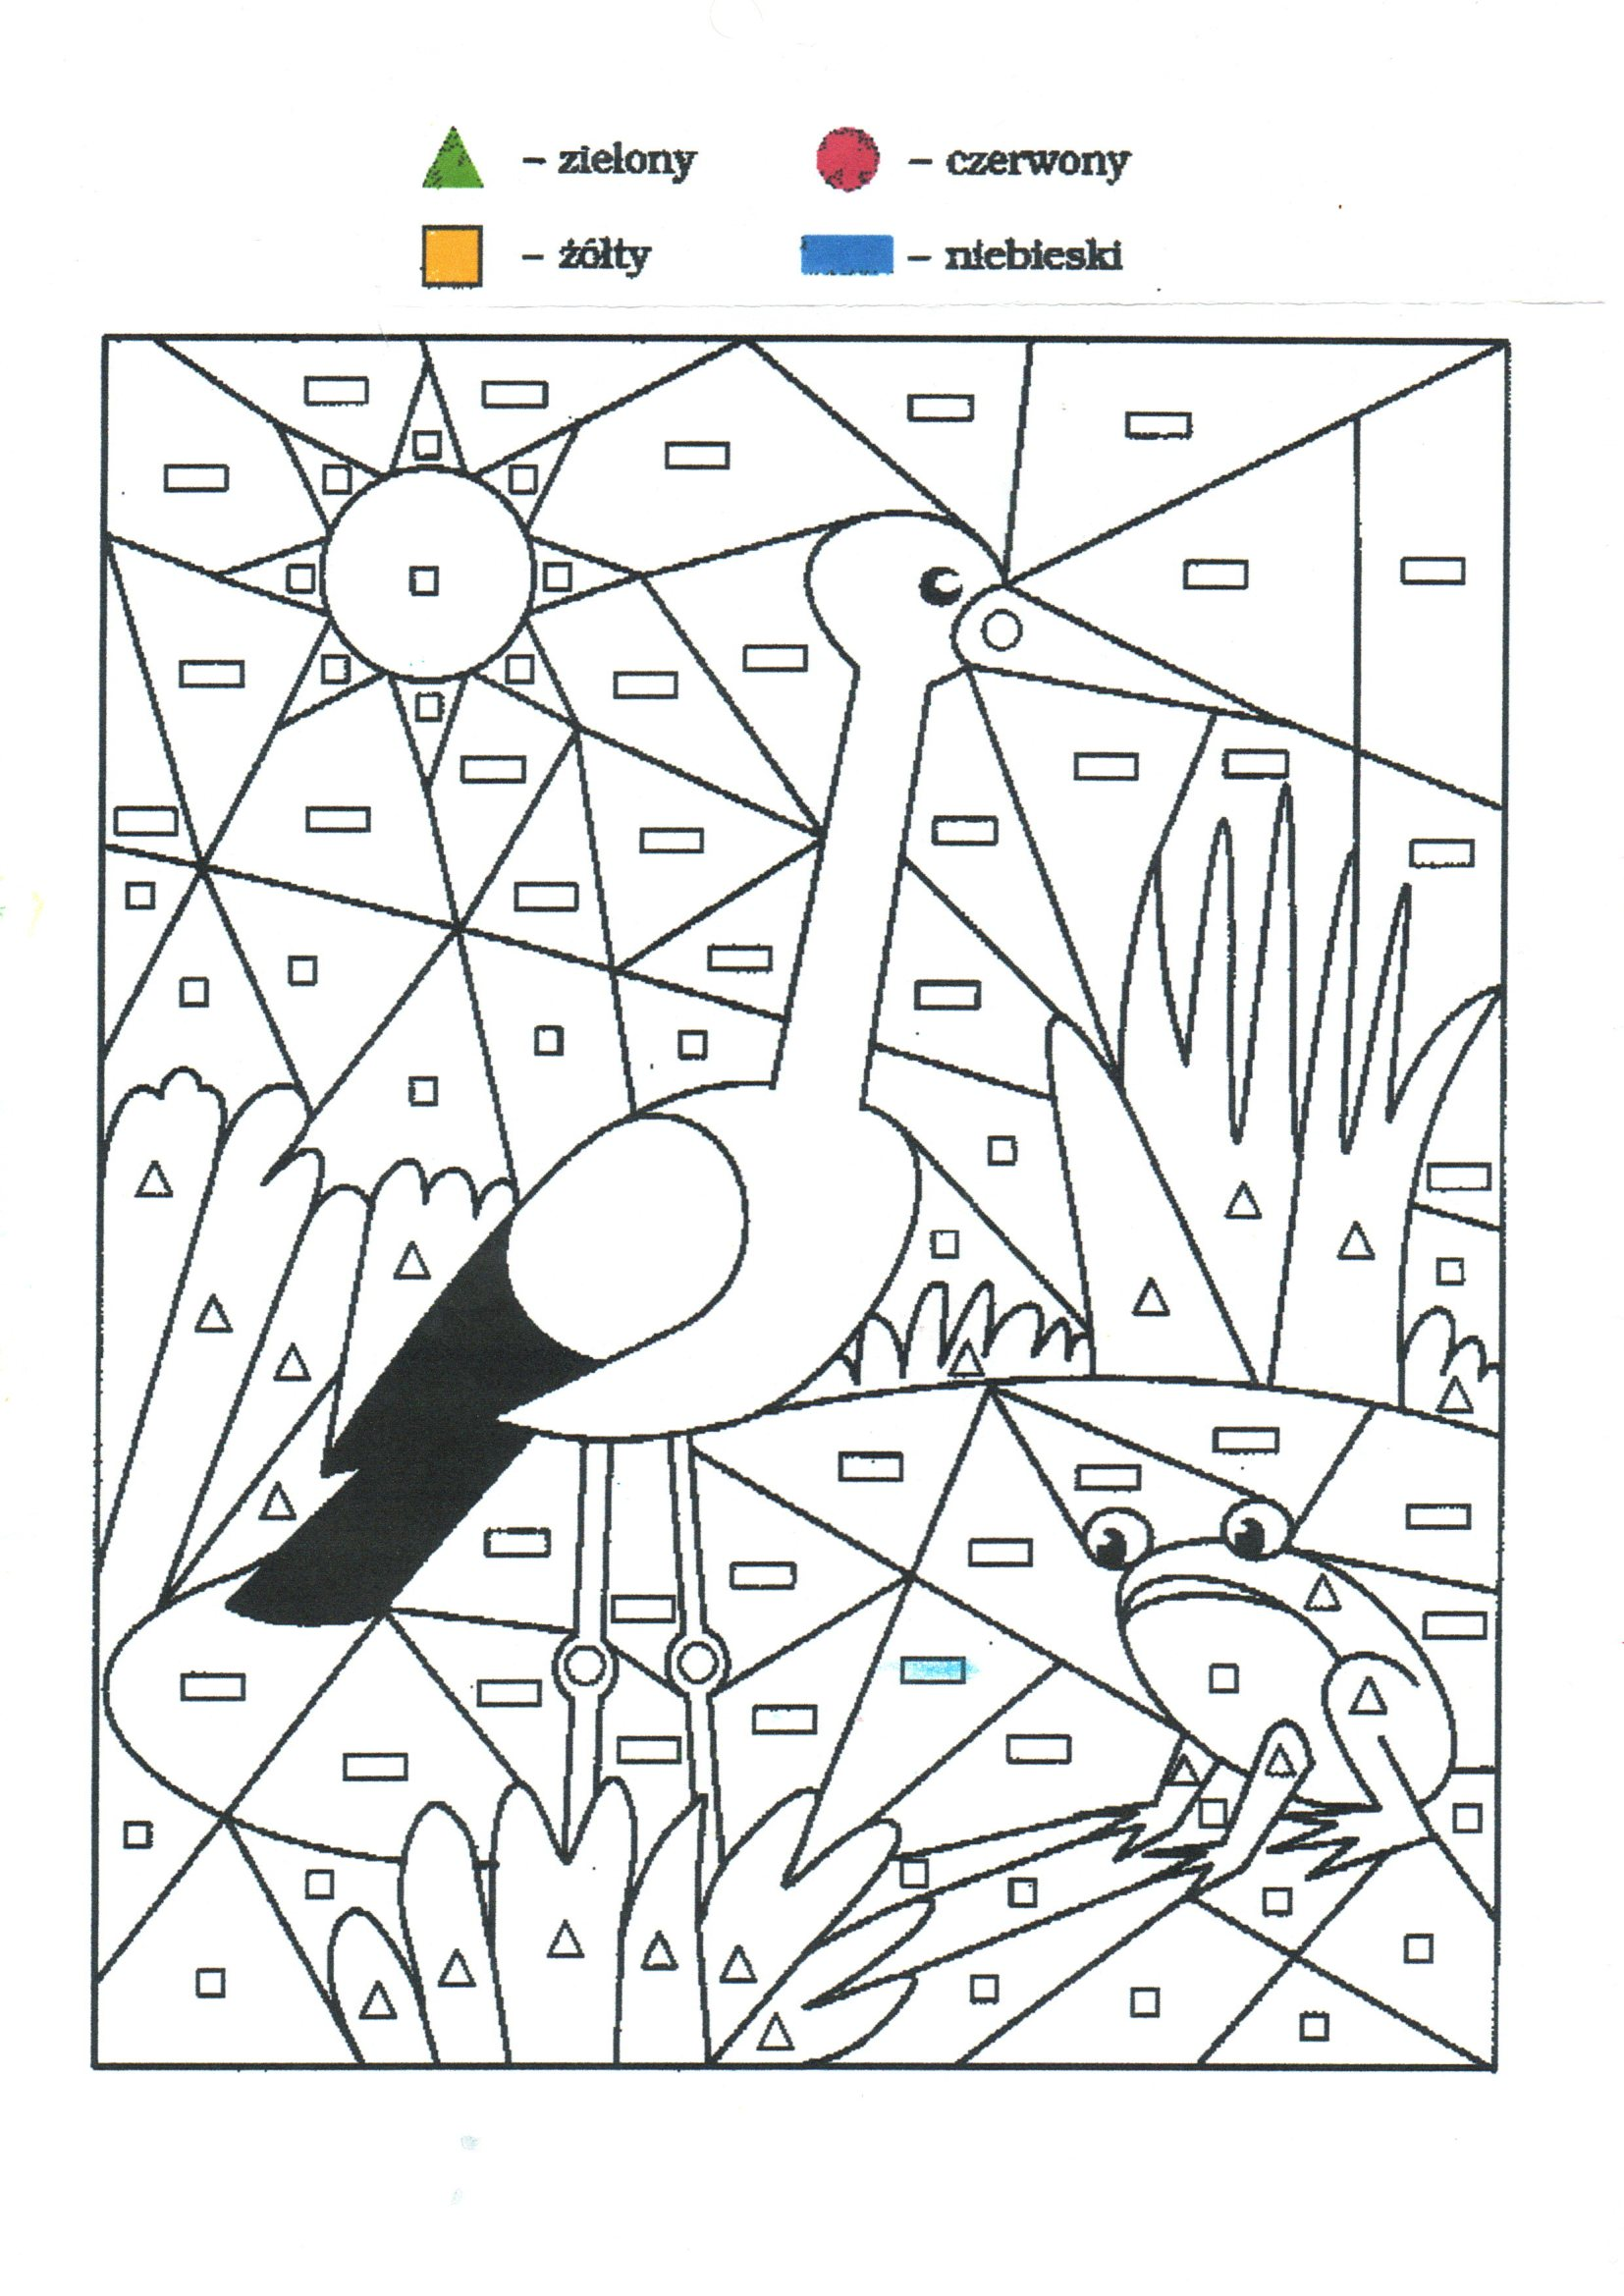 – zielony – czerwony
– żółty – niebieski